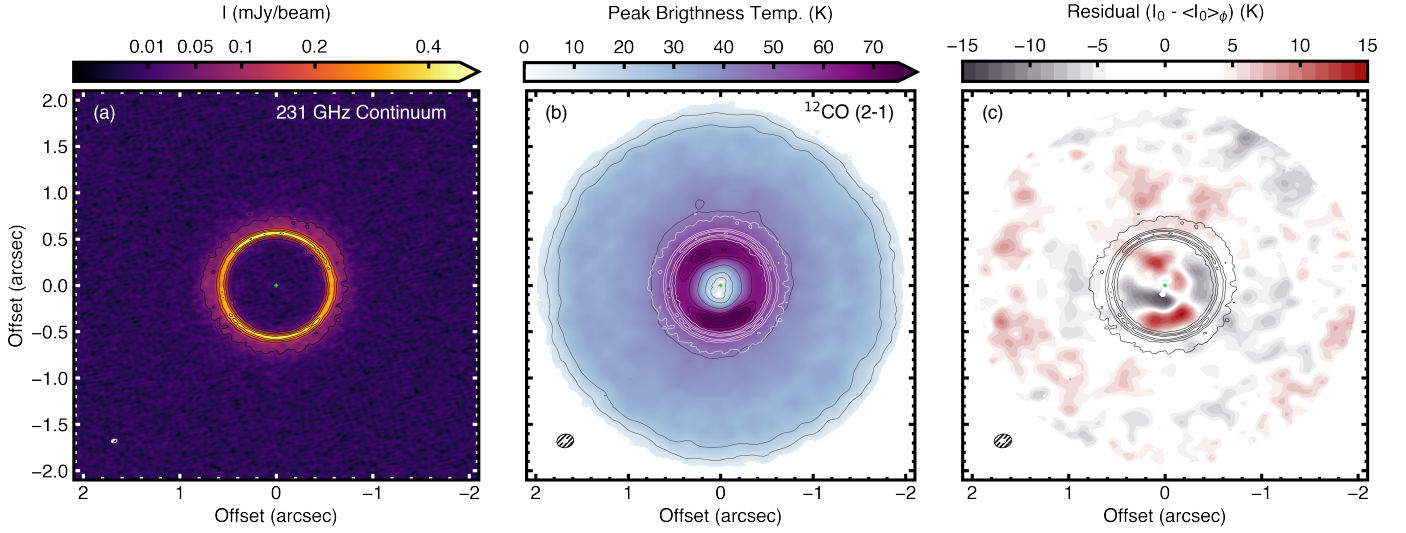 I (mJy/beam)
0.01 0.05 0.1 0.2 0.4
(a) 231 GHz Continuum
2.0
1.5
1.0
0.5
0.0
−0.5
−1.0
−1.5
−2.0
Offset (arcsec)
2 1 0 −1 −2
Offset (arcsec)
Peak Brigthness Temp. (K)
0 10 20 30 40 50 60 70
(b) ¹²CO (2-1)
2 1 0 −1 −2
Offset (arcsec)
Residual (I₀ - <I₀>ᵩ) (K)
−15 −10 −5 0 5 10 15
(c)
2 1 0 −1 −2
Offset (arcsec)